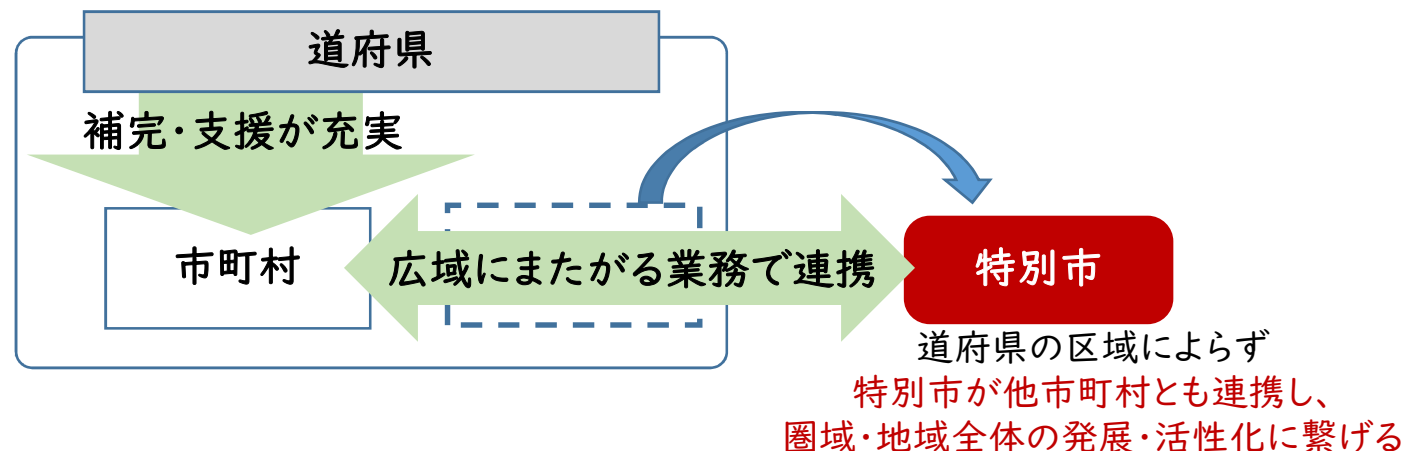 道府県
補完・支援が充実
市町村
広域にまたがる業務で連携
特別市
道府県の区域によらず
特別市が他市町村とも連携し、
圏域・地域全体の発展・活性化に繋げる